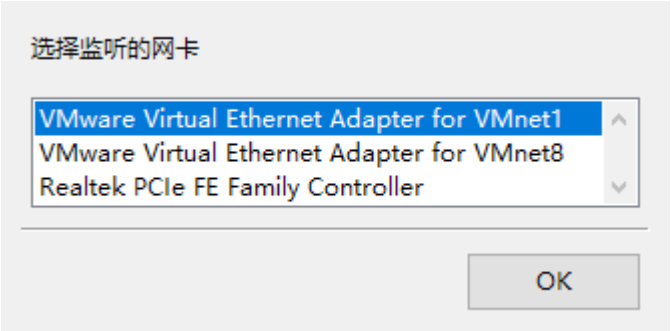 选择监听的网卡
VMware Virtual Ethernet Adapter for VMnet1
VMware Virtual Ethernet Adapter for VMnet8
Realtek PCIe FE Family Controller
OK